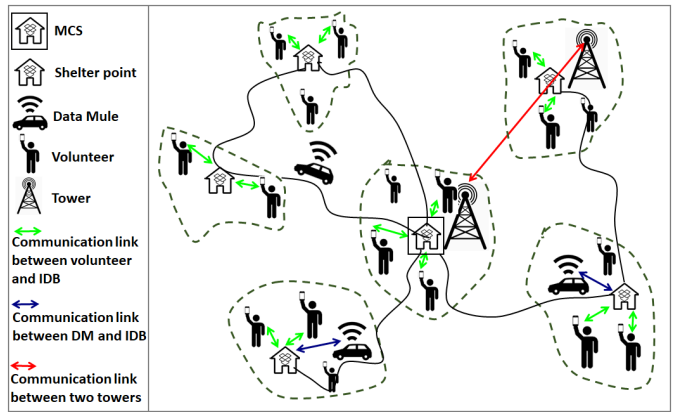 MCS
Shelter point
Data Mule
Volunteer
Tower
Communication link
between volunteer
and IDB
Communication link
between DM and IDB
Communication link
between two towers